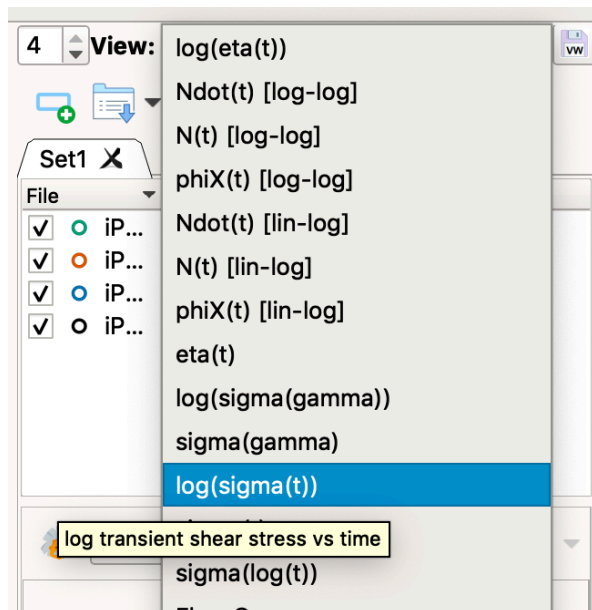 4 View:
log(eta(t))
VW
Ndot(t) [log-log]
N(t) [log-log]
Set1
phiX(t) [log-log]
File
Ndot(t) [lin-log]
iP...
N(t) [lin-log]
iP...
iP...
phiX(t) [lin-log]
iP...
eta(t)
log(sigma(gamma))
sigma(gamma)
log(sigma(t))
log transient shear stress vs time
sigma(log(t))